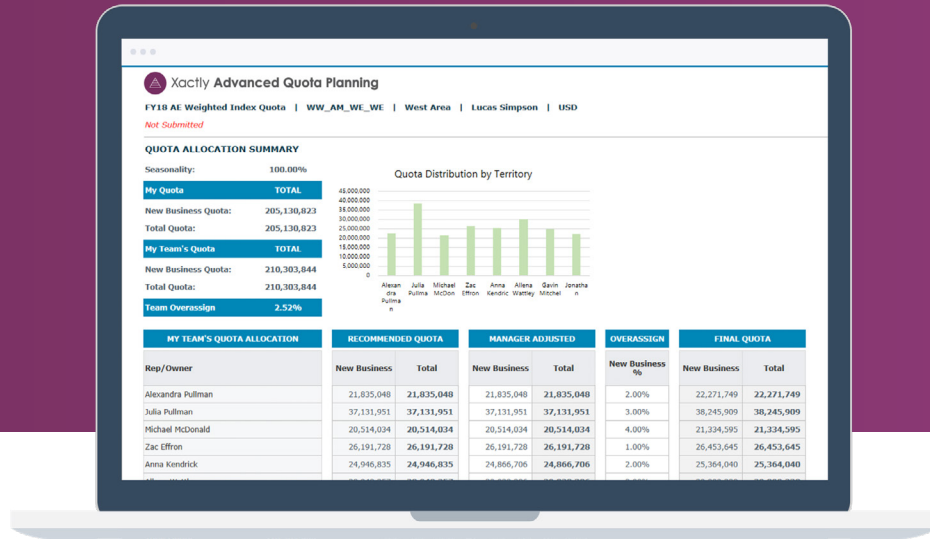 Xactly Advanced Quota Planning
FY18 AE Weighted Index Quota | WW_AM_WE_WE | West Area | Lucas Simpson | USD
Not Submitted
QUOTA ALLOCATION SUMMARY
Seasonality: 100.00%
My Quota TOTAL
New Business Quota: 205,130,823
Total Quota: 205,130,823
My Team's Quota TOTAL
New Business Quota: 210,303,844
Total Quota: 210,303,844
Team Overassign 2.52%
Quota Distribution by Territory
45,000,000
40,000,000
35,000,000
30,000,000
25,000,000
20,000,000
15,000,000
10,000,000
5,000,000
0
Alexan Julia Michael Zac Anna Allena Gavin Jonatha
dra Pullma McDon Effron Kendric Wattley Mitchel n
Pullma
n
MY TEAM'S QUOTA ALLOCATION RECOMMENDED QUOTA MANAGER ADJUSTED OVERASSIGN FINAL QUOTA
Rep/Owner New Business Total New Business Total New Business % New Business Total
Alexandra Pullman 21,835,048 21,835,048 21,835,048 21,835,048 2.00% 22,271,749 22,271,749
Julia Pullman 37,131,951 37,131,951 37,131,951 37,131,951 3.00% 38,245,909 38,245,909
Michael McDonald 20,514,034 20,514,034 20,514,034 20,514,034 4.00% 21,334,595 21,334,595
Zac Effron 26,191,728 26,191,728 26,191,728 26,191,728 1.00% 26,453,645 26,453,645
Anna Kendrick 24,946,835 24,946,835 24,866,706 24,866,706 2.00% 25,364,040 25,364,040